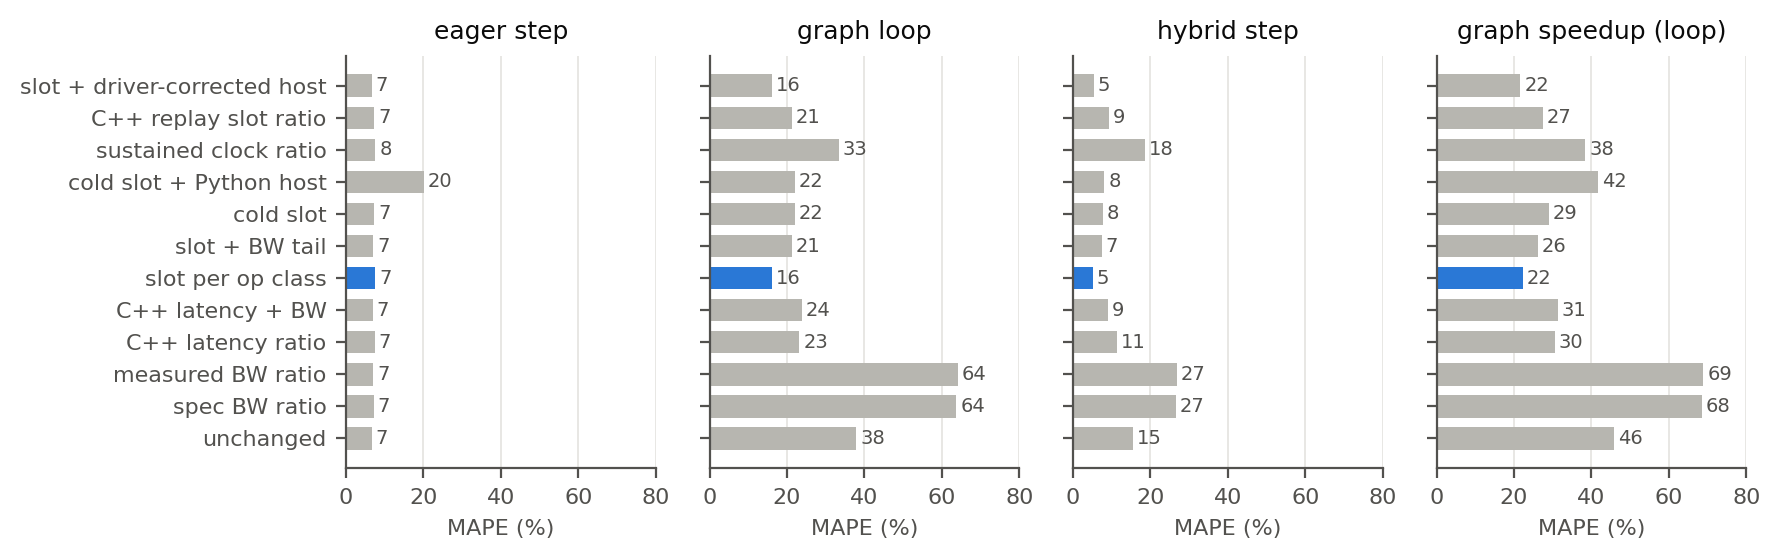 eager step graph loop hybrid step graph speedup (loop)
slot + driver-corrected host 7 16 5 22
C++ replay slot ratio 7 21 9 27
sustained clock ratio 8 33 18 38
cold slot + Python host 20 22 8 42
cold slot 7 22 8 29
slot + BW tail 7 21 7 26
slot per op class 7 16 5 22
C++ latency + BW 7 24 9 31
C++ latency ratio 7 23 11 30
measured BW ratio 7 64 27 69
spec BW ratio 7 64 27 68
unchanged 7 38 15 46
0 20 40 60 80 0 20 40 60 80 0 20 40 60 80 0 20 40 60 80
MAPE (%) MAPE (%) MAPE (%) MAPE (%)